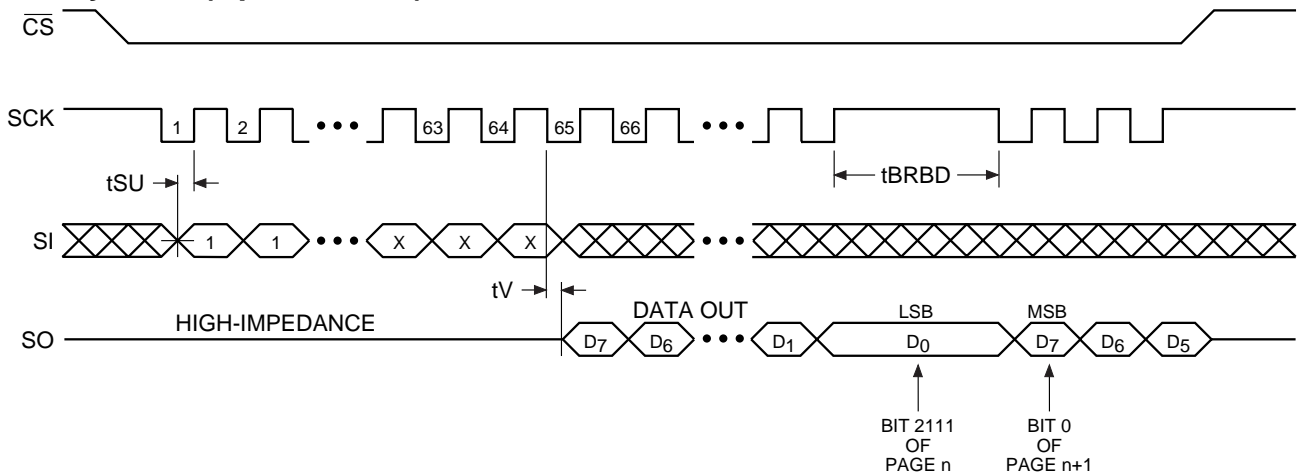 CS
SCK
1 2 ••• 63 64 65 66 •••
tSU
tBRBD
SI
1 1 ••• X X X •••
tV
HIGH-IMPEDANCE
DATA OUT
LSB
MSB
SO
D7 D6 ••• D1 D0 D7 D6 D5
BIT 2111
OF
PAGE n
BIT 0
OF
PAGE n+1